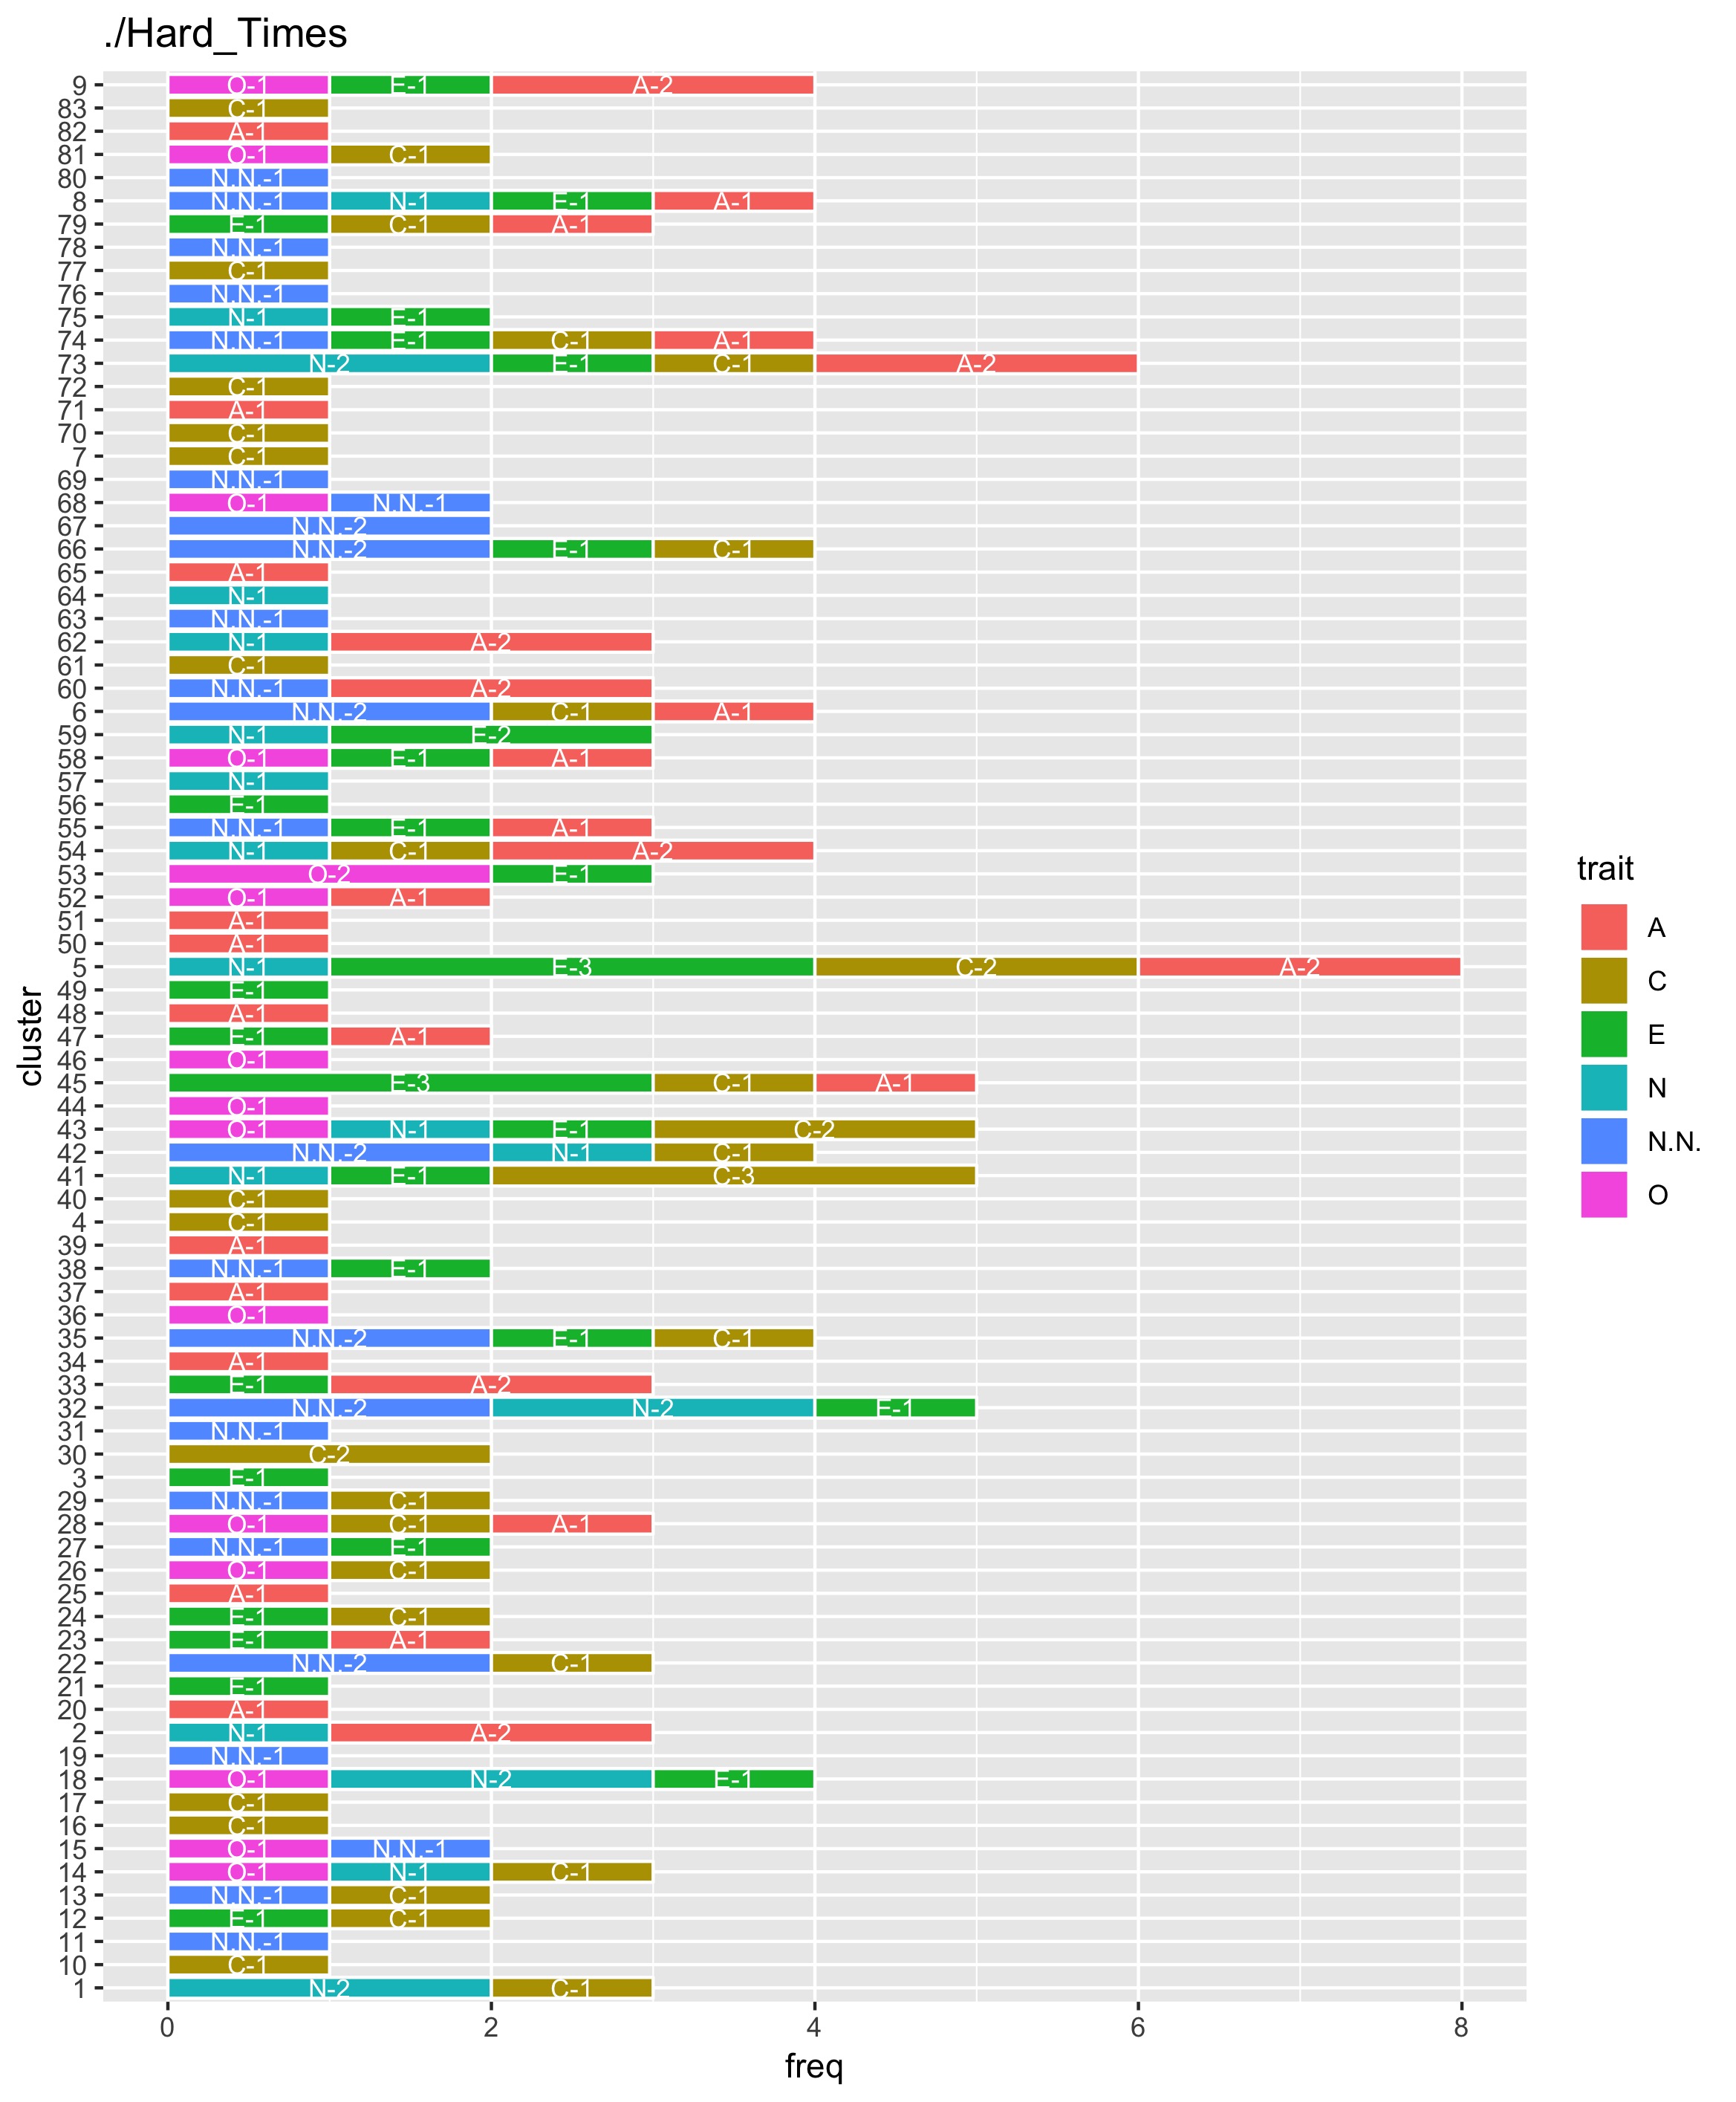 ./Hard_Times
9 O-1 E-1 A-2
83 C-1
82 A-1
81 O-1 C-1
80 N.N.-1
8 N.N.-1 N-1 E-1 A-1
79 E-1 C-1 A-1
78 N.N.-1
77 C-1
76 N.N.-1
75 N-1 E-1
74 N.N.-1 E-1 C-1 A-1
73 N-2 E-1 C-1 A-2
72 C-1
71 A-1
70 C-1
7 C-1
69 N.N.-1
68 O-1 N.N.-1
67 N.N.-2
66 N.N.-2 E-1 C-1
65 A-1
64 N-1
63 N.N.-1
62 N-1 A-2
61 C-1
60 N.N.-1 A-2
6 N.N.-2 C-1 A-1
59 N-1 E-2
58 O-1 E-1 A-1
57 N-1
56 E-1
55 N.N.-1 E-1 A-1
54 N-1 C-1 A-2
53 O-2 E-1
52 O-1 A-1
51 A-1
50 A-1
5 N-1 E-3 C-2 A-2
49 E-1
48 A-1
47 E-1 A-1
46 O-1
45 E-3 C-1 A-1
44 O-1
43 O-1 N-1 E-1 C-2
42 N.N.-2 N-1 C-1
41 N-1 E-1 C-3
40 C-1
4 C-1
39 A-1
38 N.N.-1 E-1
37 A-1
36 O-1
35 N.N.-2 E-1 C-1
34 A-1
33 E-1 A-2
32 N.N.-2 N-2 E-1
31 N.N.-1
30 C-2
3 E-1
29 N.N.-1 C-1
28 O-1 C-1 A-1
27 N.N.-1 E-1
26 O-1 C-1
25 A-1
24 E-1 C-1
23 E-1 A-1
22 N.N.-2 C-1
21 E-1
20 A-1
2 N-1 A-2
19 N.N.-1
18 O-1 N-2 E-1
17 C-1
16 C-1
15 O-1 N.N.-1
14 O-1 N-1 C-1
13 N.N.-1 C-1
12 E-1 C-1
11 N.N.-1
10 C-1
1 N-2 C-1
0 2 4 6 8
freq
cluster
trait
A
C
E
N
N.N.
O